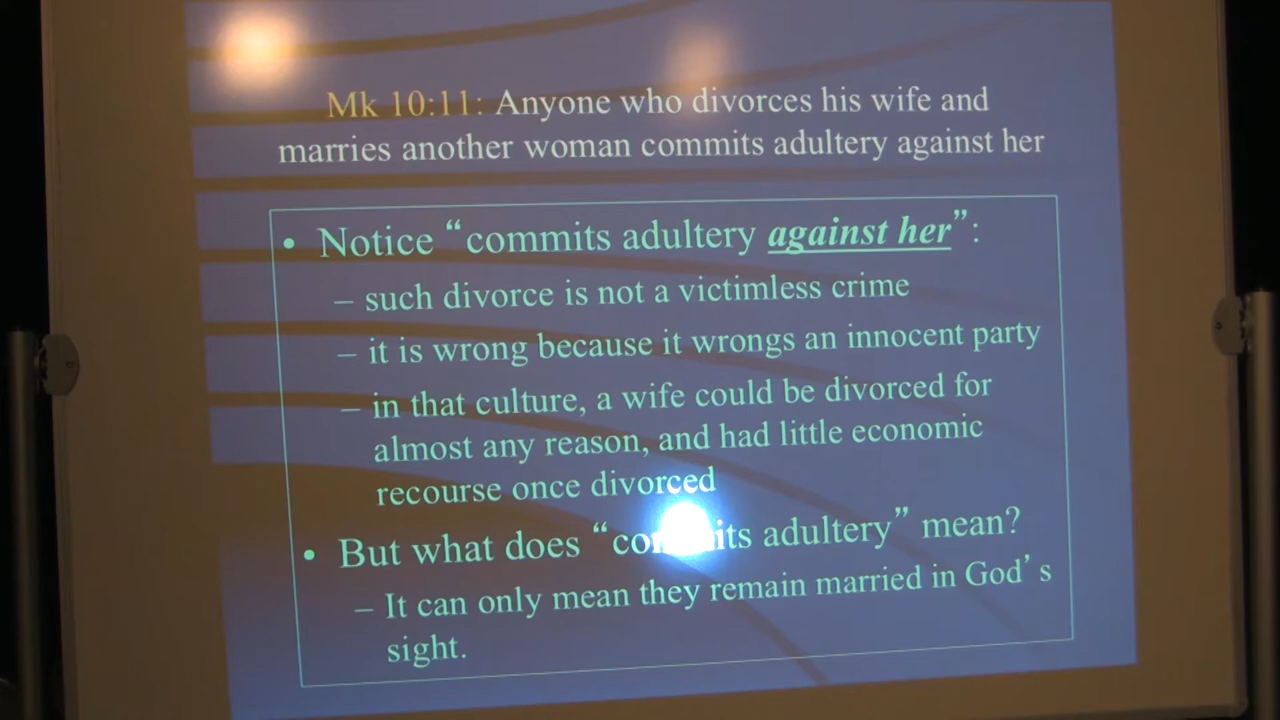 Mk 10:11: Anyone who divorces his wife and
marries another woman commits adultery against her
• Notice “commits adultery against her”:
– such divorce is not a victimless crime
– it is wrong because it wrongs an innocent party
– in that culture, a wife could be divorced for
almost any reason, and had little economic
recourse once divorced
• But what does “commits adultery” mean?
– It can only mean they remain married in God’s
sight.